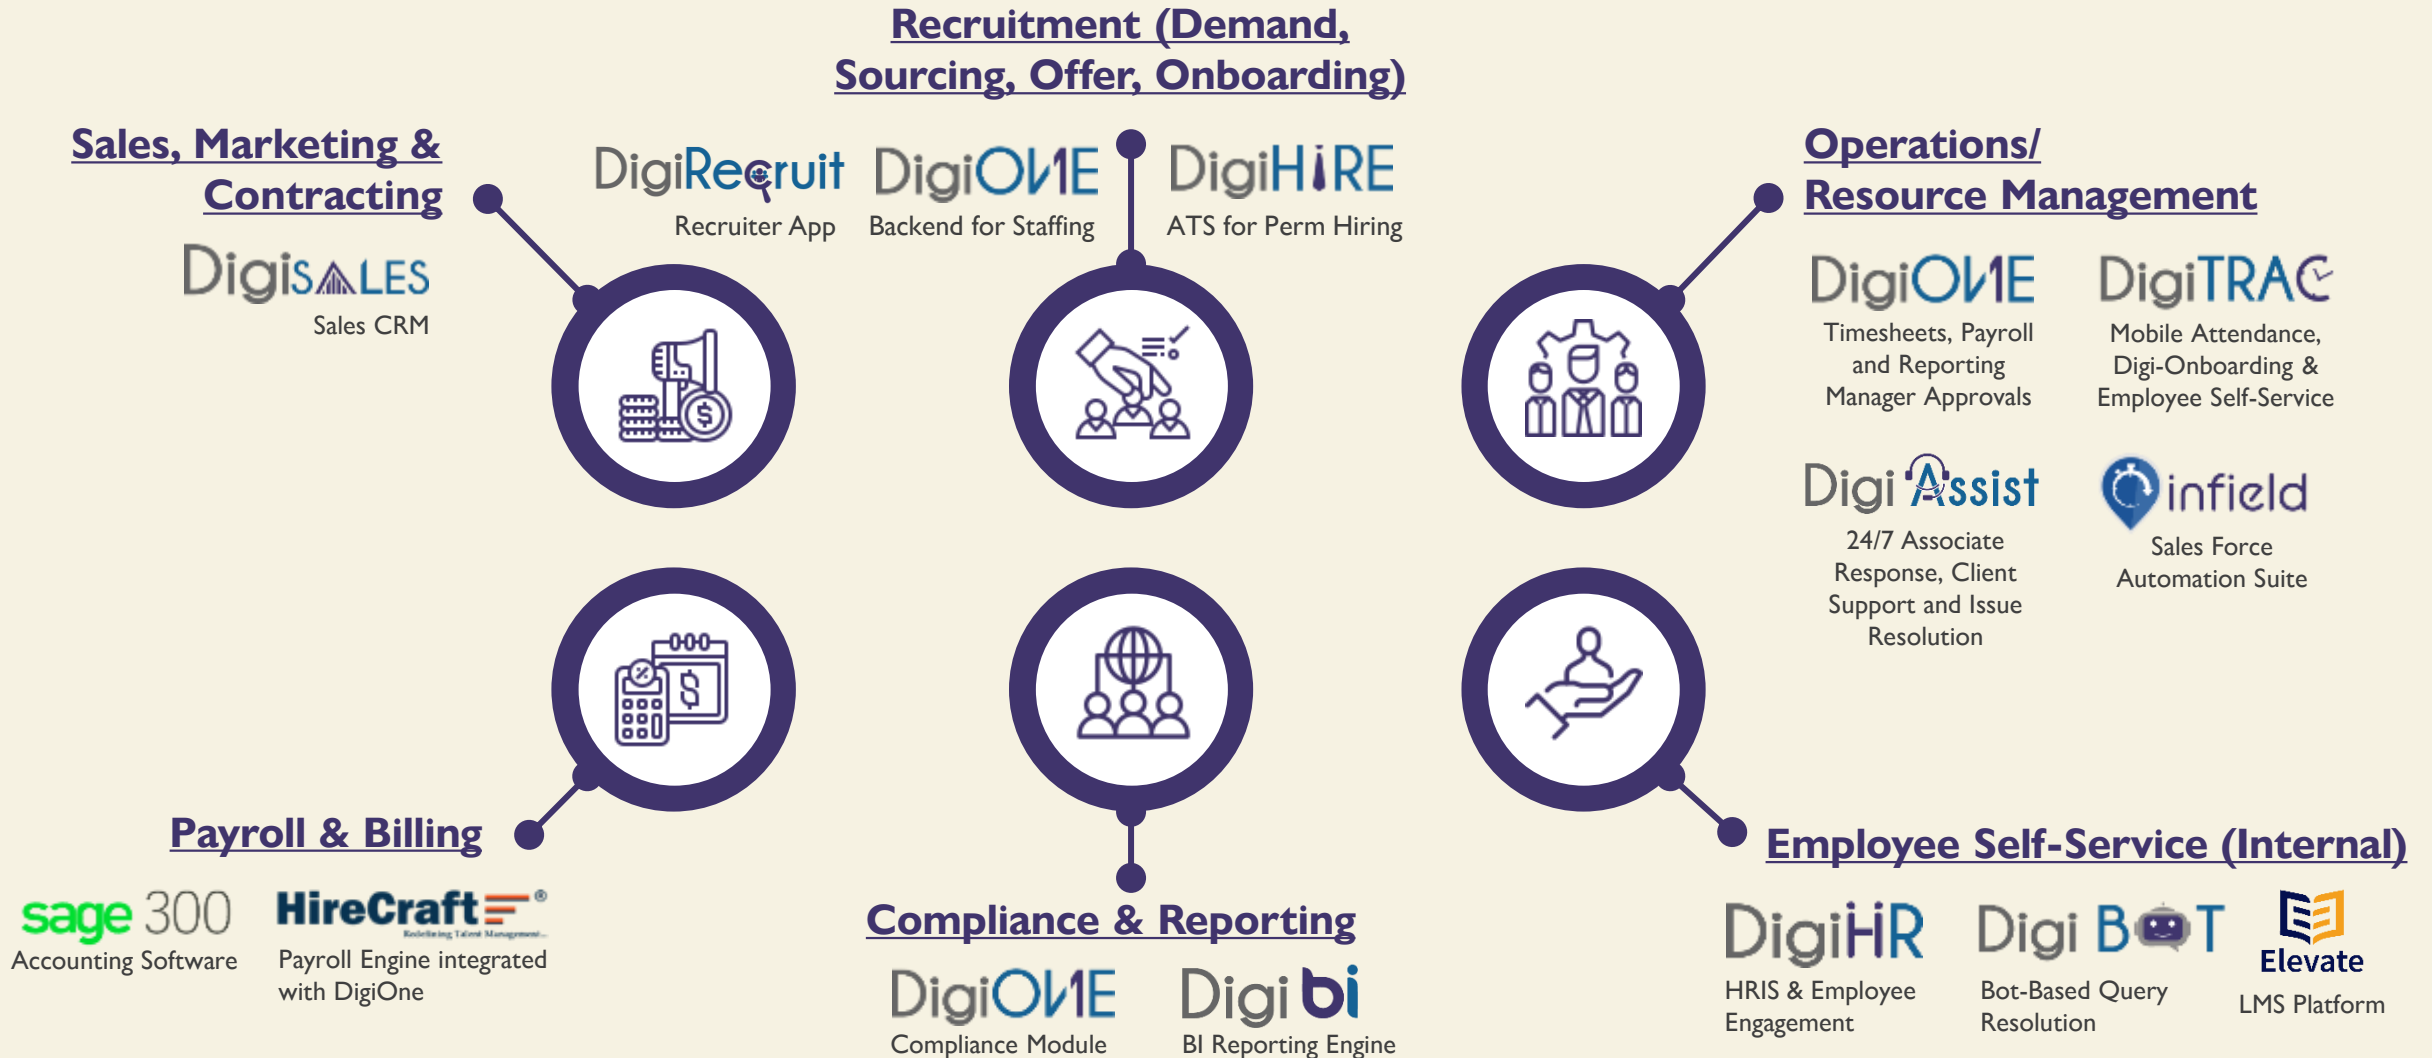 Recruitment (Demand,
Sourcing, Offer, Onboarding)
DigiRecruit
Recruiter App
DigiONE
Backend for Staffing
DigiHIRE
ATS for Perm Hiring
Sales, Marketing &
Contracting
DigiSALES
Sales CRM
Operations/
Resource Management
DigiONE
Timesheets, Payroll
and Reporting
Manager Approvals
DigiTRAC
Mobile Attendance,
Digi-Onboarding &
Employee Self-Service
Digi Assist
24/7 Associate
Response, Client
Support and Issue
Resolution
infield
Sales Force
Automation Suite
Payroll & Billing
sage 300
Accounting Software
HireCraft®
Redefining Talent Management...
Payroll Engine integrated
with DigiOne
Compliance & Reporting
DigiONE
Compliance Module
Digi bi
BI Reporting Engine
Employee Self-Service (Internal)
DigiHR
HRIS & Employee
Engagement
Digi BOT
Bot-Based Query
Resolution
Elevate
LMS Platform